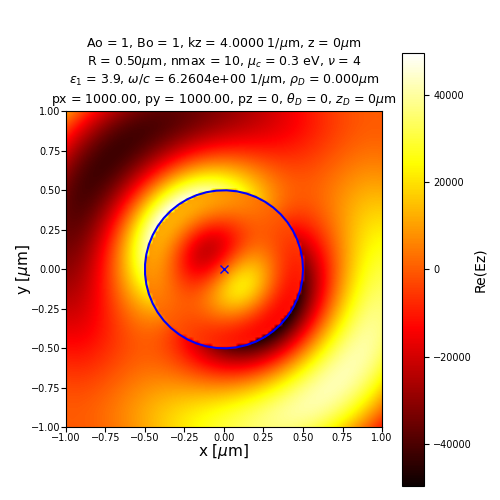 Ao = 1, Bo = 1, kz = 4.0000 1/μm, z = 0μm
R = 0.50μm, nmax = 10, μc = 0.3 eV, ν = 4
ε1 = 3.9, ω/c = 6.2604e+00 1/μm, ρD = 0.000μm
px = 1000.00, py = 1000.00, pz = 0, θD = 0, zD = 0μm
1.00
0.75
0.50
0.25
0.00
−0.25
−0.50
−0.75
−1.00
y [μm]
−1.00 −0.75 −0.50 −0.25 0.00 0.25 0.50 0.75 1.00
x [μm]
40000
20000
0
−20000
−40000
Re(Ez)